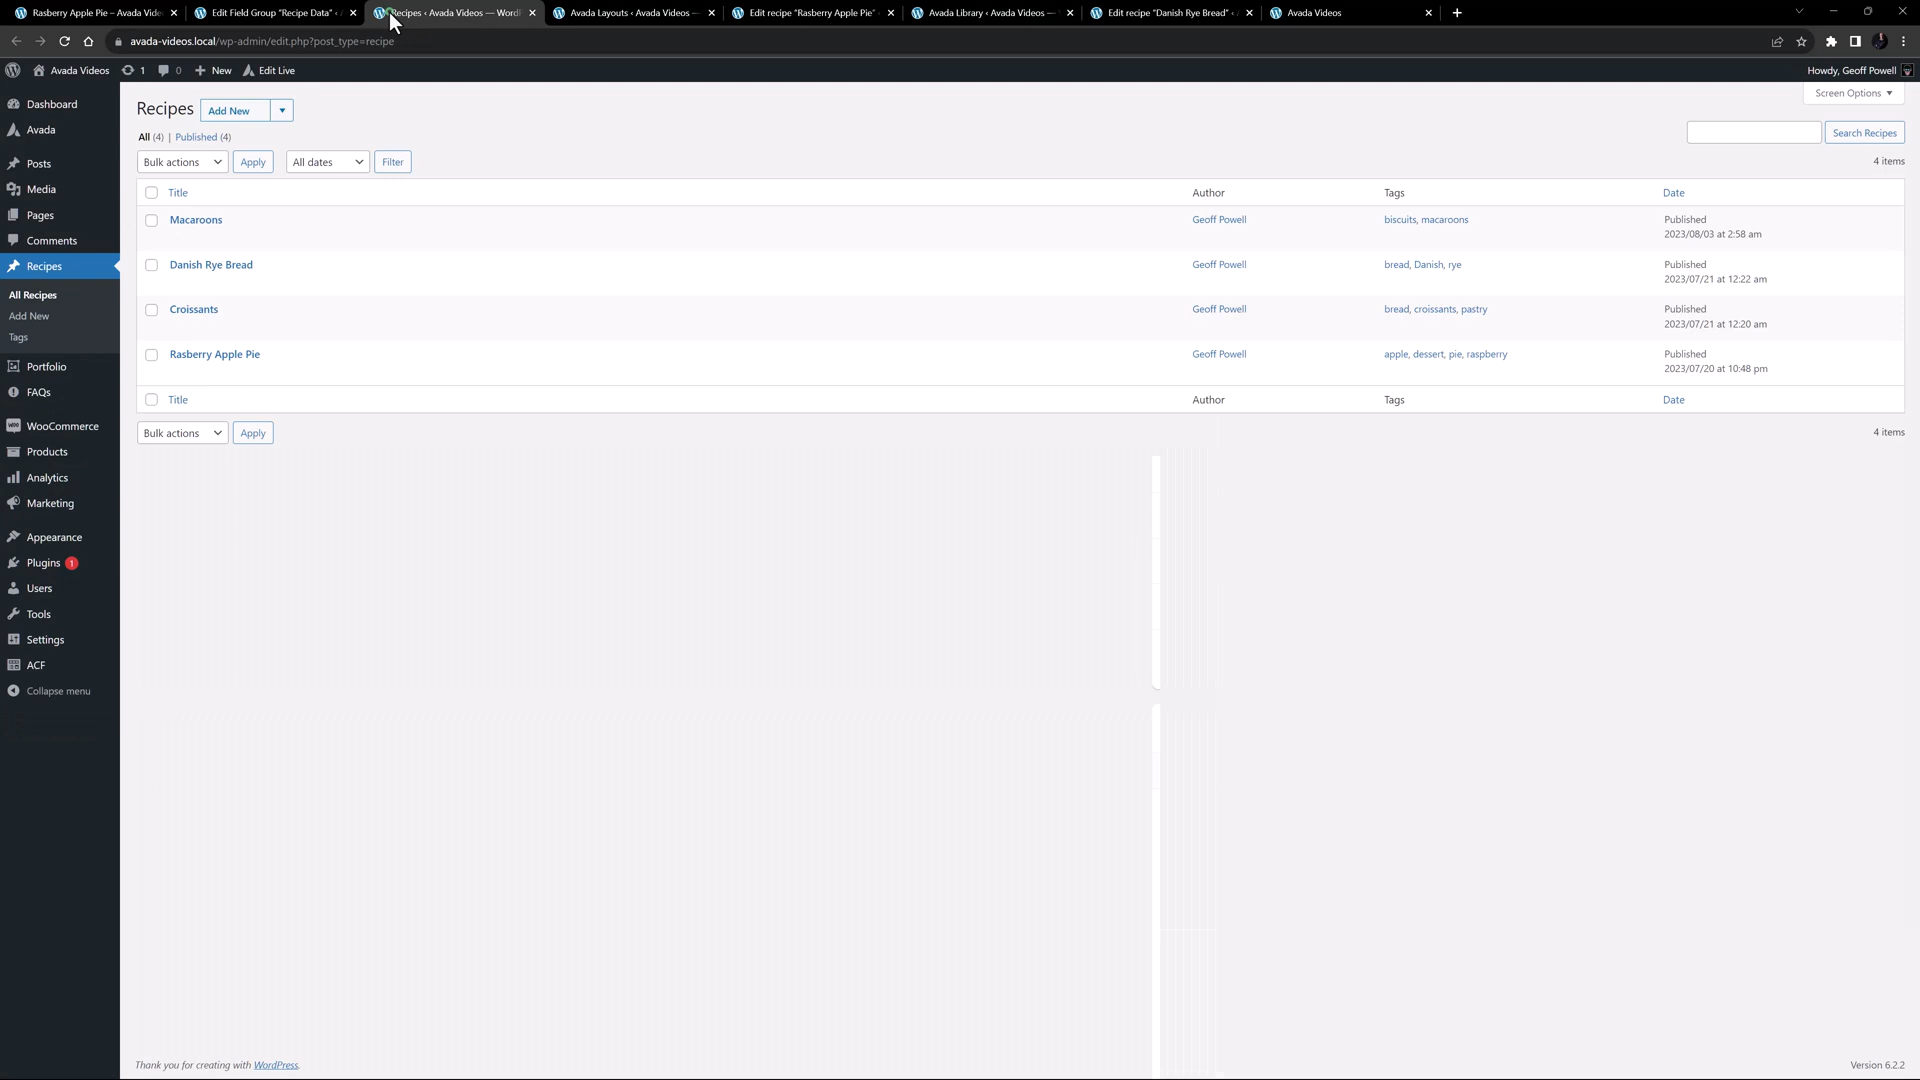 Rasberry Apple Pie – Avada Vide
Edit Field Group "Recipe Data" ‹
Recipes ‹ Avada Videos — WordP
Avada Layouts ‹ Avada Videos —
Edit recipe "Rasberry Apple Pie" ‹
Avada Library ‹ Avada Videos —
Edit recipe "Danish Rye Bread" ‹
Avada Videos
avada-videos.local/wp-admin/edit.php?post_type=recipe
Avada Videos 1 0 New Edit Live Howdy, Geoff Powell
Screen Options
Dashboard
Avada
Posts
Media
Pages
Comments
Recipes
All Recipes
Add New
Tags
Portfolio
FAQs
WooCommerce
Products
Analytics
Marketing
Appearance
Plugins 1
Users
Tools
Settings
ACF
Collapse menu
Recipes Add New
All (4) | Published (4)
Search Recipes
Bulk actions Apply All dates Filter 4 items
Title Author Tags Date
Macaroons Geoff Powell biscuits, macaroons Published
2023/08/03 at 2:58 am
Danish Rye Bread Geoff Powell bread, Danish, rye Published
2023/07/21 at 12:22 am
Croissants Geoff Powell bread, croissants, pastry Published
2023/07/21 at 12:20 am
Rasberry Apple Pie Geoff Powell apple, dessert, pie, raspberry Published
2023/07/20 at 10:48 pm
Title Author Tags Date
Bulk actions Apply 4 items
Thank you for creating with WordPress. Version 6.2.2